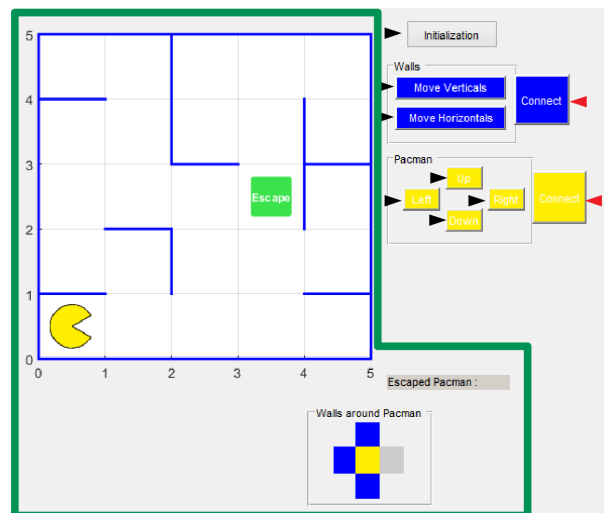 Initialization
Walls
Move Verticals
Move Horizontals
Connect
Pacman
Up
Left
Right
Down
Connect
5
4
3
2
1
0
0 1 2 3 4 5
Escape
Escaped Pacman :
Walls around Pacman